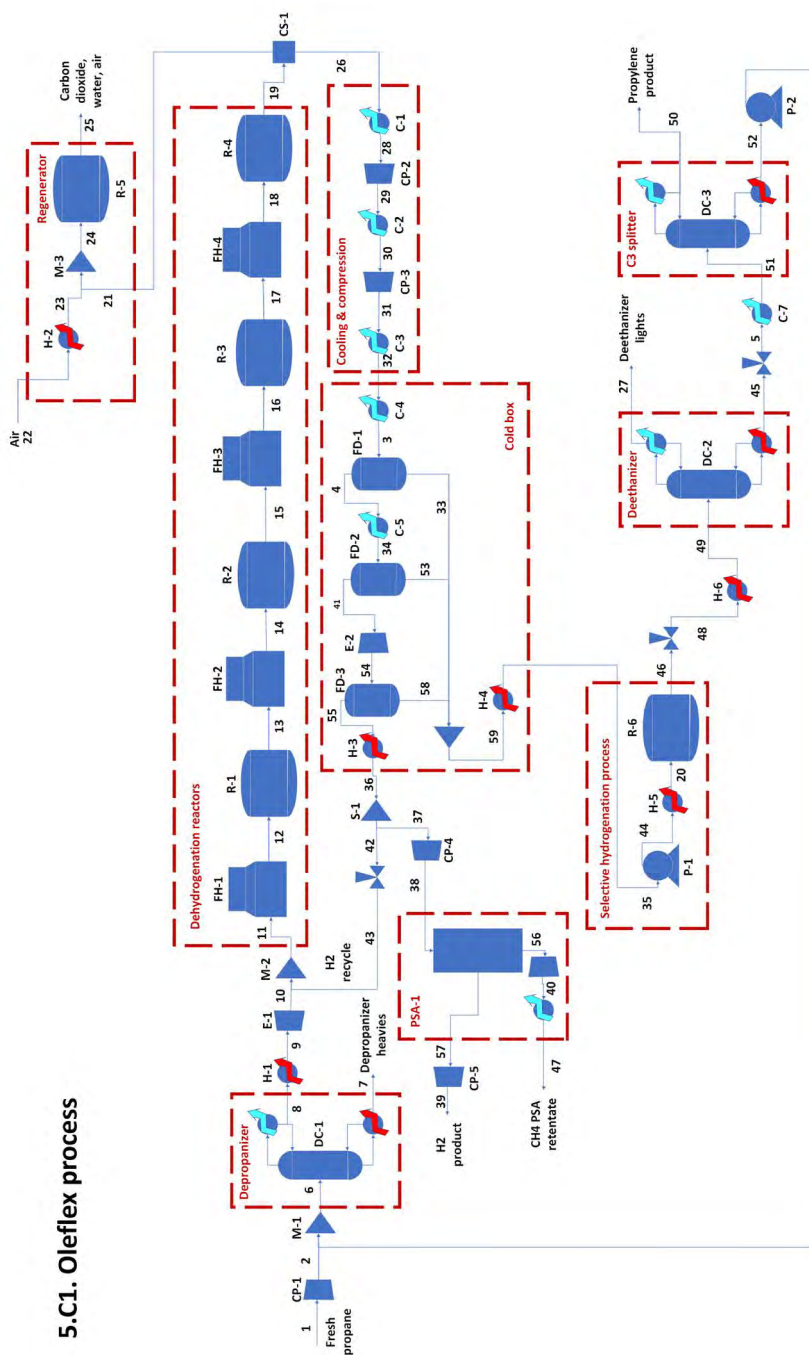 5.C1. Oleflex process
Air
22
Regenerator
H-2
23
M-3
24
R-5
25
Carbon
dioxide,
water, air
21
Dehydrogenation reactors
11
FH-1
12
R-1
13
FH-2
14
R-2
15
FH-3
16
R-3
17
FH-4
18
R-4
19
CS-1
26
Cooling & compression
C-1
28
CP-2
29
C-2
30
CP-3
31
C-3
32
Cold box
C-4
3
FD-1
4
C-5
34
FD-2
41
E-2
54
FD-3
55
H-3
33
53
58
59
H-4
36
S-1
37
42
43
H2
recycle
CP-4
38
M-2
10
E-1
9
H-1
8
Depropanizer
DC-1
6
7
Depropanizer
heavies
M-1
2
CP-1
1
Fresh
propane
PSA-1
57
CP-5
39
H2
product
56
40
47
CH4 PSA
retentate
Selective hydrogenation process
35
P-1
44
H-5
20
R-6
46
48
H-6
49
Deethanizer
DC-2
27
Deethanizer
lights
45
5
C-7
51
C3 splitter
DC-3
50
Propylene
product
52
P-2